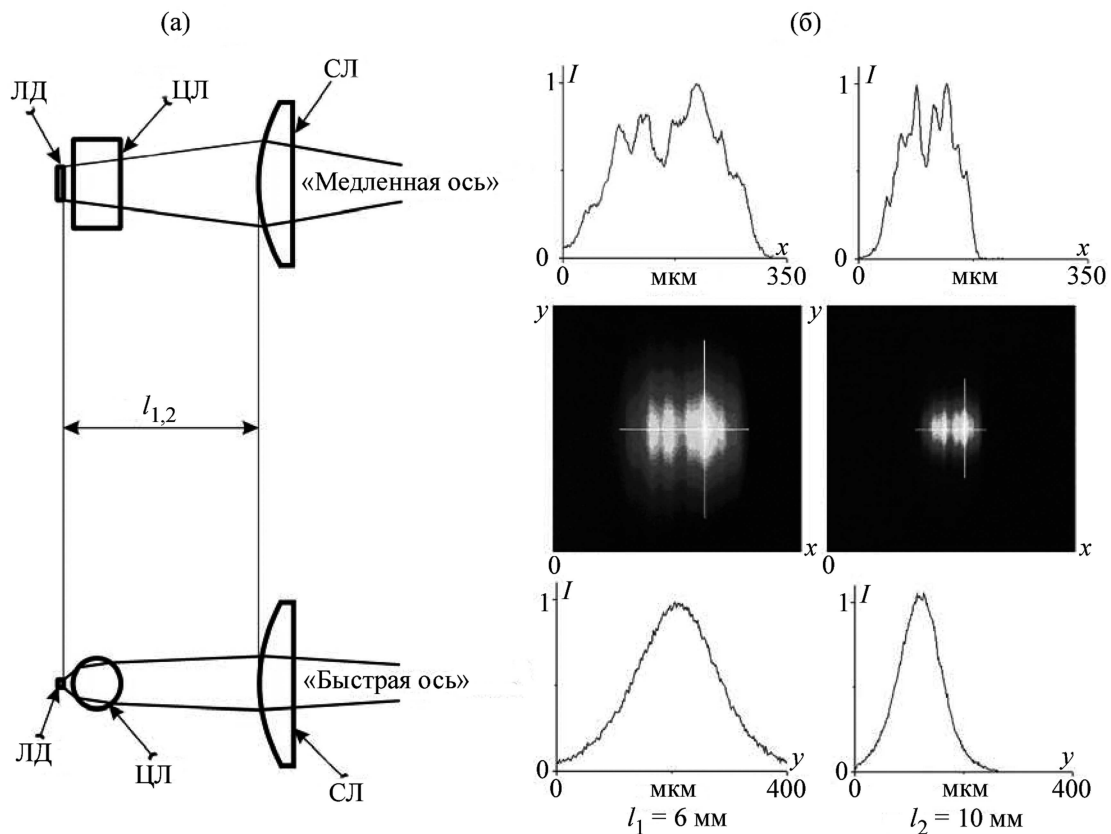 (а)
ЛД
ЦЛ
СЛ
«Медленная ось»
l1,2
«Быстрая ось»
ЛД
ЦЛ
СЛ
(б)
1 I
0
0 мкм 350
x
1 I
0
0 мкм 350
x
y
x
0
y
x
0
1 I
0
0 мкм 400
y
l1 = 6 мм
1 I
0
0 мкм 400
y
l2 = 10 мм